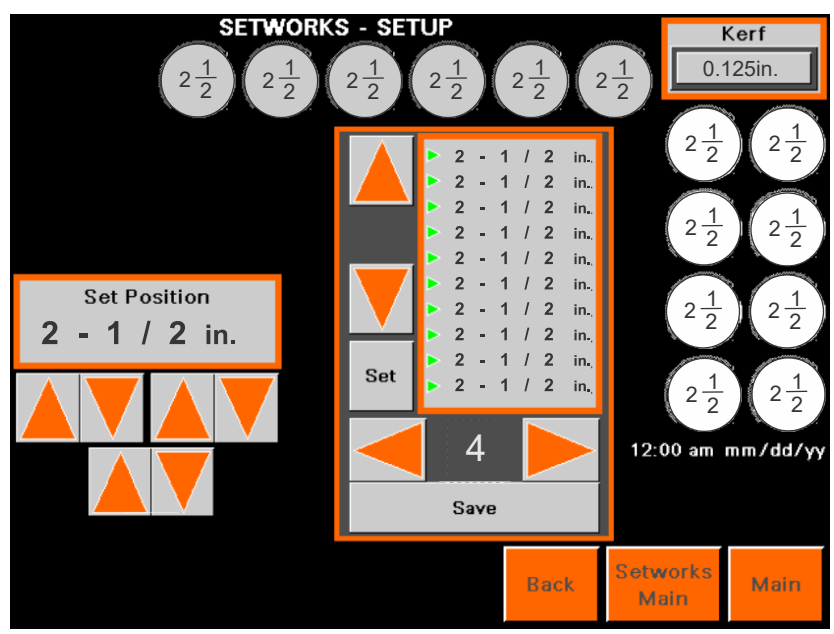 SETWORKS - SETUP
Kerf
0.125in.
2 1/2 2 1/2 2 1/2 2 1/2 2 1/2 2 1/2
2 1/2 2 1/2
2 1/2 2 1/2
2 1/2 2 1/2
2 1/2 2 1/2
2 - 1 / 2 in.
2 - 1 / 2 in.
2 - 1 / 2 in.
2 - 1 / 2 in.
2 - 1 / 2 in.
2 - 1 / 2 in.
2 - 1 / 2 in.
2 - 1 / 2 in.
2 - 1 / 2 in.
2 - 1 / 2 in.
Set Position
2 - 1 / 2 in.
Set
4
Save
12:00 am mm/dd/yy
Back
Setworks
Main
Main